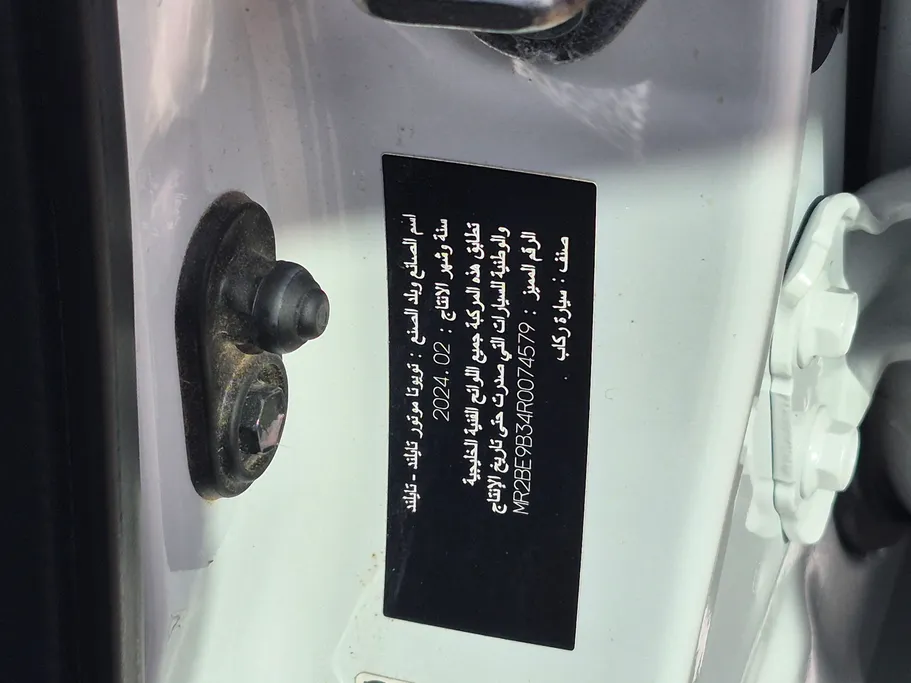 اسم الصانع وبلد الصنع : تويوتا موتور تايلند - تايلند
سنة وشهر الانتاج : 2024.02
تطابق هذه المركبة جميع اللوائح الفنية الخليجية
والوطنية للسيارات التي صدرت حتى تاريخ الإنتاج
الرقم المميز : MR2BE9B34R0074579
صنف : سيارة ركاب .